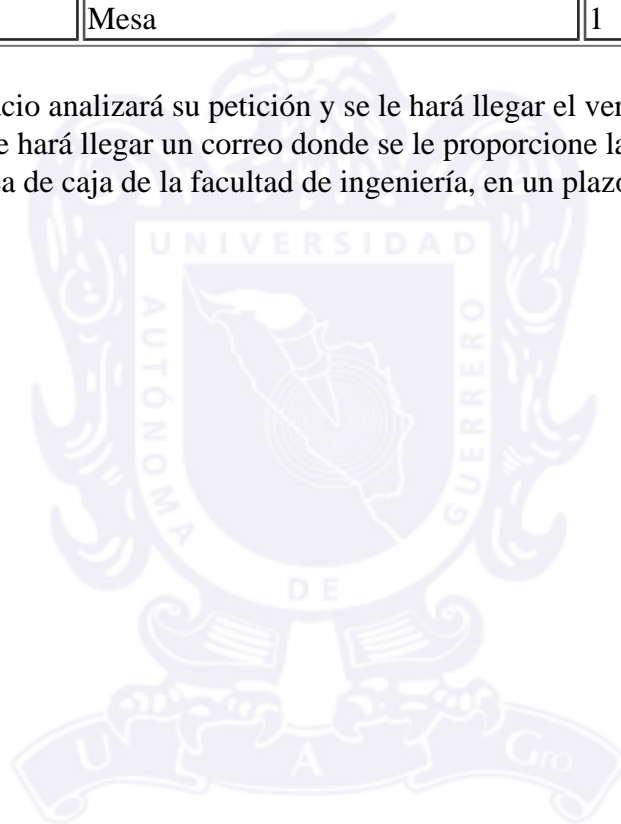 Mesa 1
cio analizará su petición y se le hará llegar el ver
e hará llegar un correo donde se le proporcione la
a de caja de la facultad de ingeniería, en un plazo
UNIVERSIDAD
AUTÓNOMA
DE
GUERRERO
U A Gro